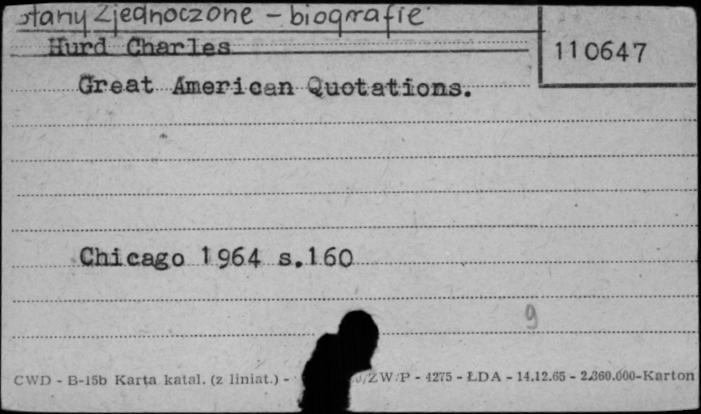 Stany Zjednoczone - biografie
Hurd Charles
110647
Great American Quotations.
Chicago 1964 s.160
9
CWD - B-15b Karta katal. (z liniat.) - /ZW/P - 4275 - ŁDA - 14.12.65 - 2.360.000-Karton